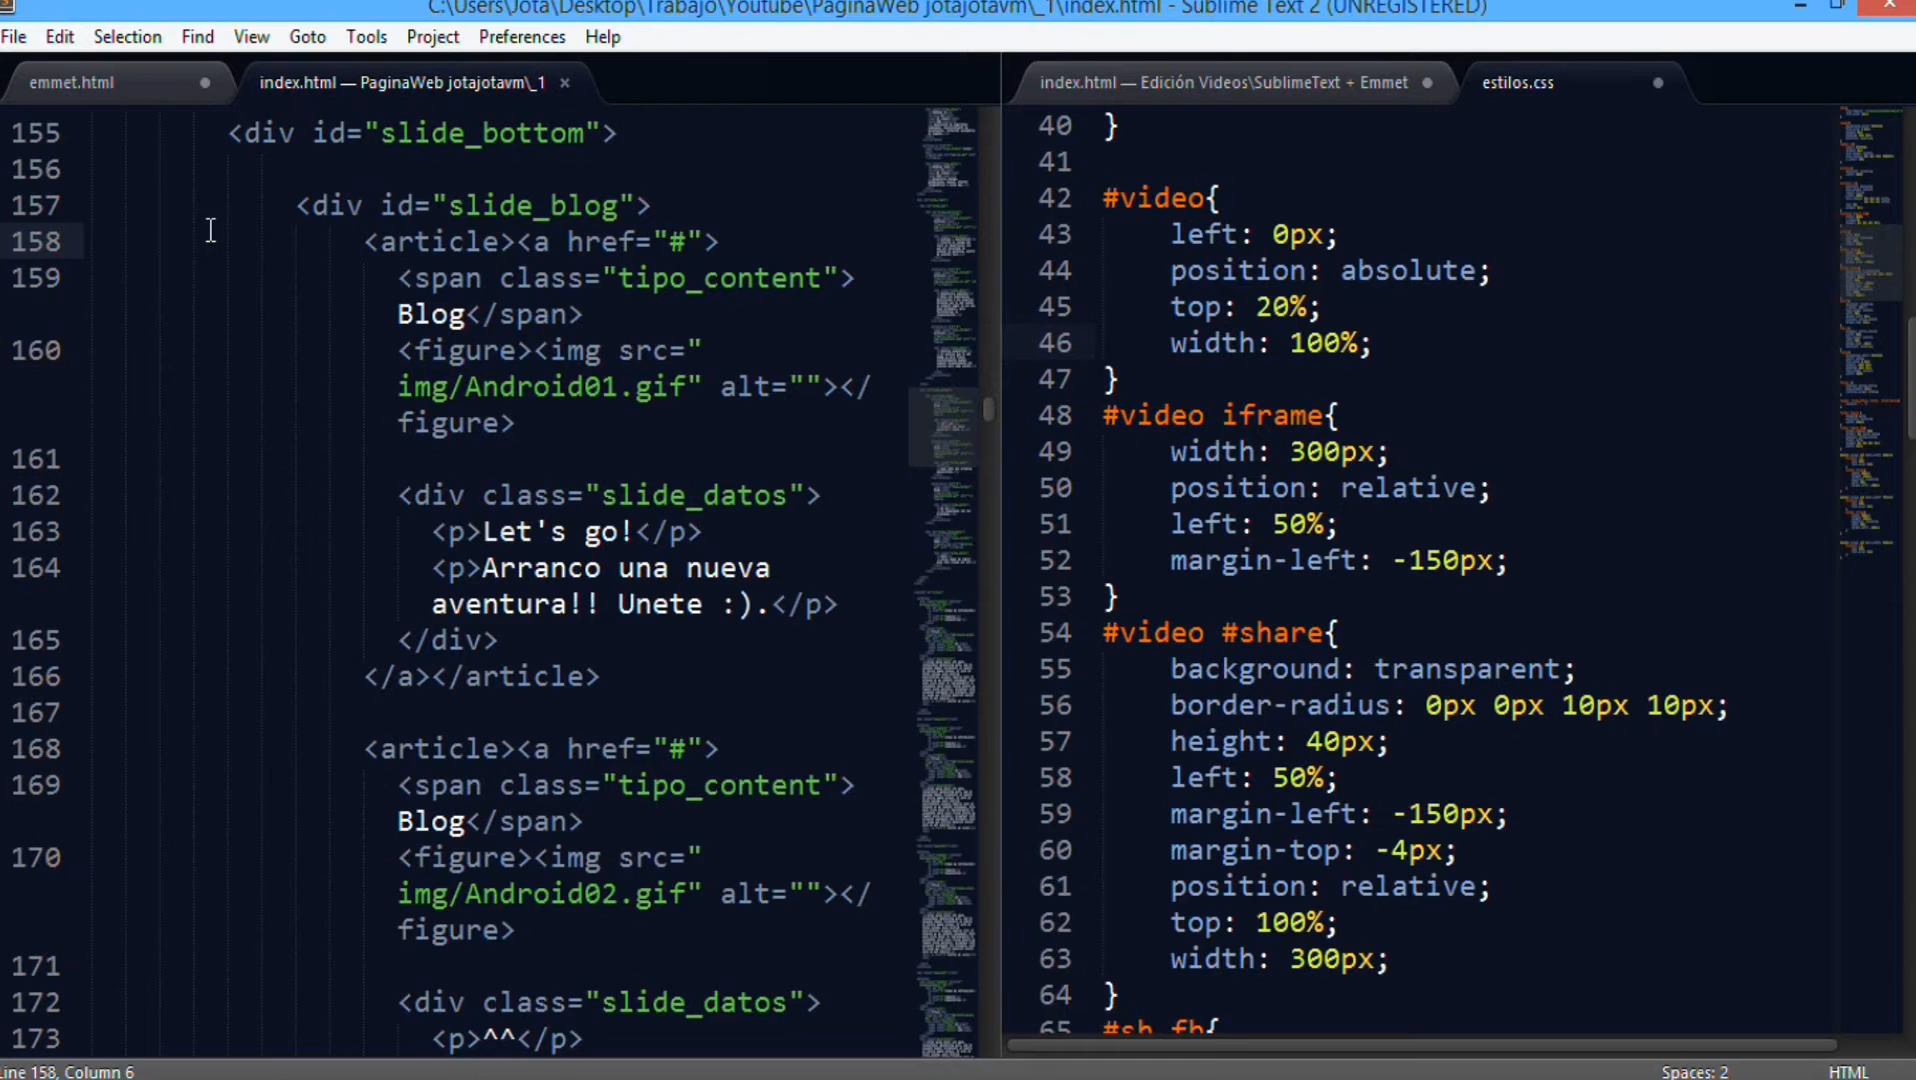 C:\Users\Jota\Desktop\Trabajo\Youtube\PaginaWeb jotajotavm\_1\index.html - Sublime Text 2 (UNREGISTERED)
File Edit Selection Find View Goto Tools Project Preferences Help
emmet.html index.html — PaginaWeb jotajotavm\_1 ×
155 <div id="slide_bottom">
156
157 <div id="slide_blog">
158 <article><a href="#">
159 <span class="tipo_content">
Blog</span>
160 <figure><img src="
img/Android01.gif" alt=""></
figure>
161
162 <div class="slide_datos">
163 <p>Let's go!</p>
164 <p>Arranco una nueva
aventura!! Unete :).</p>
165 </div>
166 </a></article>
167
168 <article><a href="#">
169 <span class="tipo_content">
Blog</span>
170 <figure><img src="
img/Android02.gif" alt=""></
figure>
171
172 <div class="slide_datos">
173 <p>^^</p>
index.html — Edición Videos\SublimeText + Emmet estilos.css
40 }
41
42 #video{
43 left: 0px;
44 position: absolute;
45 top: 20%;
46 width: 100%;
47 }
48 #video iframe{
49 width: 300px;
50 position: relative;
51 left: 50%;
52 margin-left: -150px;
53 }
54 #video #share{
55 background: transparent;
56 border-radius: 0px 0px 10px 10px;
57 height: 40px;
58 left: 50%;
59 margin-left: -150px;
60 margin-top: -4px;
61 position: relative;
62 top: 100%;
63 width: 300px;
64 }
65 #sh_fb{
Line 158, Column 6 Spaces: 2 HTML